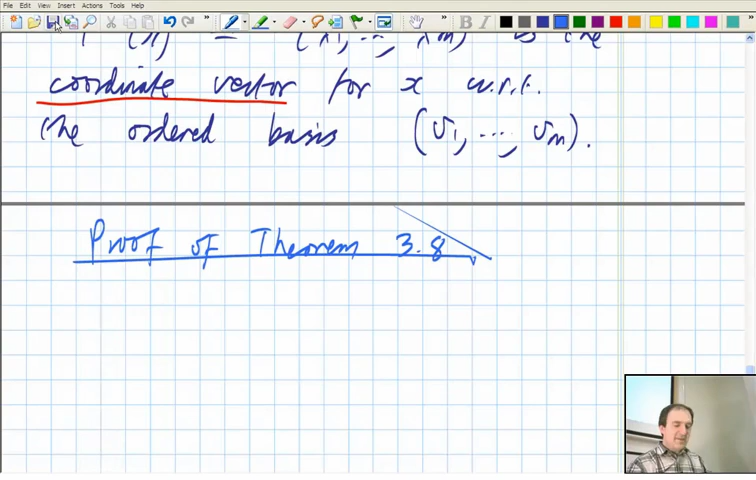 File Edit View Insert Actions Tools Help
coordinate vector for x w.r.t.
the ordered basis (v1, ..., vm).
Proof of Theorem 3.8